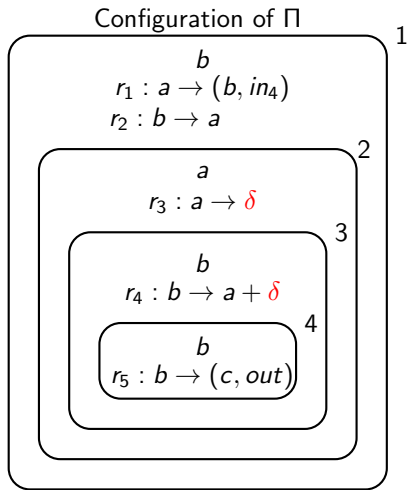 Configuration of Π
1
b
r₁ : a → (b, in₄)
r₂ : b → a
2
a
r₃ : a → δ
3
b
r₄ : b → a + δ
4
b
r₅ : b → (c, out)